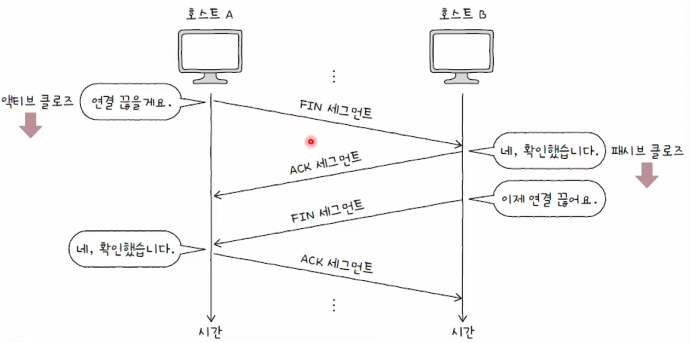 호스트 A
호스트 B
액티브 클로즈
연결 끊을게요.
FIN 세그먼트
네, 확인했습니다.
패시브 클로즈
ACK 세그먼트
이제 연결 끊어요.
FIN 세그먼트
네, 확인했습니다.
ACK 세그먼트
시간
시간